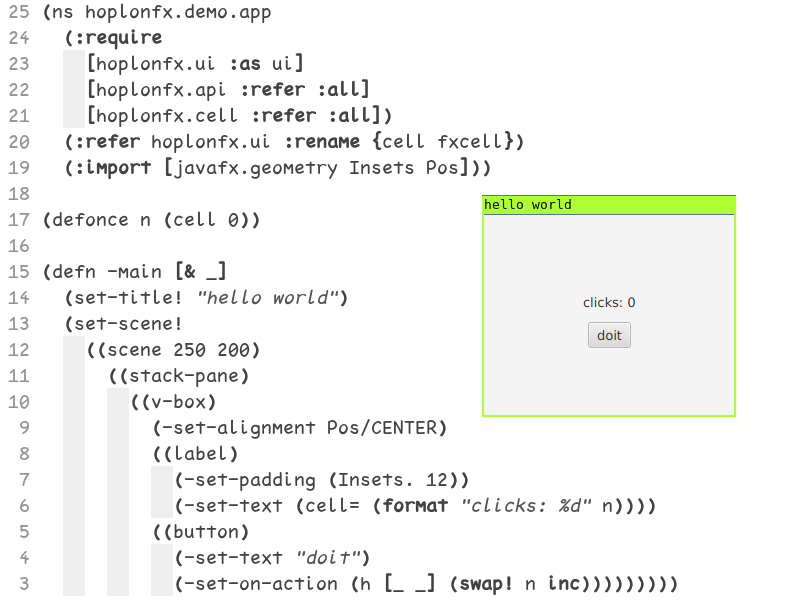 25 (ns hoplonfx.demo.app
24   (:require
23     [hoplonfx.ui :as ui]
22     [hoplonfx.api :refer :all]
21     [hoplonfx.cell :refer :all])
20   (:refer hoplonfx.ui :rename {cell fxcell})
19   (:import [javafx.geometry Insets Pos]))
18
17 (defonce n (cell 0))
16
15 (defn -main [& _]
14   (set-title! "hello world")
13   (set-scene!
12     ((scene 250 200)
11       ((stack-pane)
10         ((v-box)
9           (-set-alignment Pos/CENTER)
8           ((label)
7             (-set-padding (Insets. 12))
6             (-set-text (cell= (format "clicks: %d" n))))
5           ((button)
4             (-set-text "doit")
3             (-set-on-action (h [_ _] (swap! n inc)))))))))
hello world
clicks: 0
doit